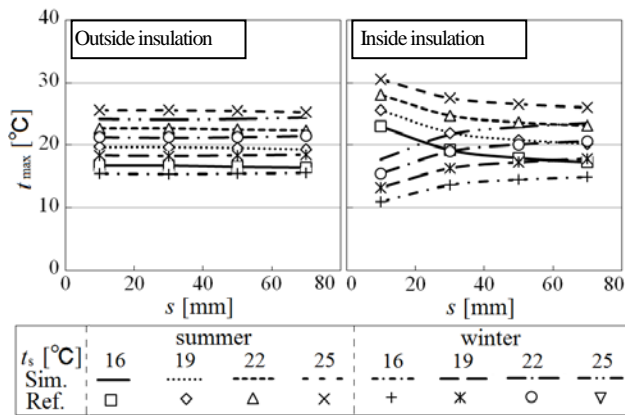 40
30
20
10
0
t max [°C]
Outside insulation
Inside insulation
0 20 40 60 80
s [mm]
0 20 40 60 80
s [mm]
summer winter
ts [°C] 16 19 22 25 16 19 22 25
Sim.
Ref.